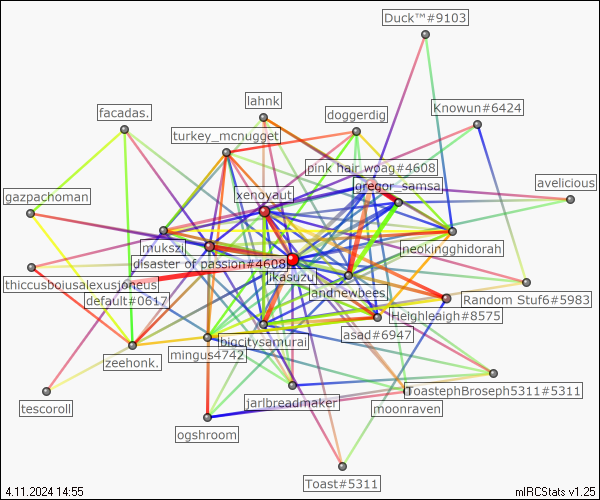 Duck™#9103
lahnk
Knowun#6424
facadas.
doggerdig
turkey_mcnugget
pink hair woag#4608
avelicious
gazpachoman
xenoyaut
gregor_samsa.
mukszi
neokingghidorah
disaster of passion#4608
thiccusboiusalexusjoneus
jkasuzu
default#0617
andnewbees.
Random Stuf6#5983
Heighleaigh#8575
bigcitysamurai
asad#6947
zeehonk.
mingus4742
ToastephBroseph5311#5311
tescoroll
jarlbreadmaker
moonraven
ogshroom
Toast#5311
4.11.2024 14:55
mIRCStats v1.25